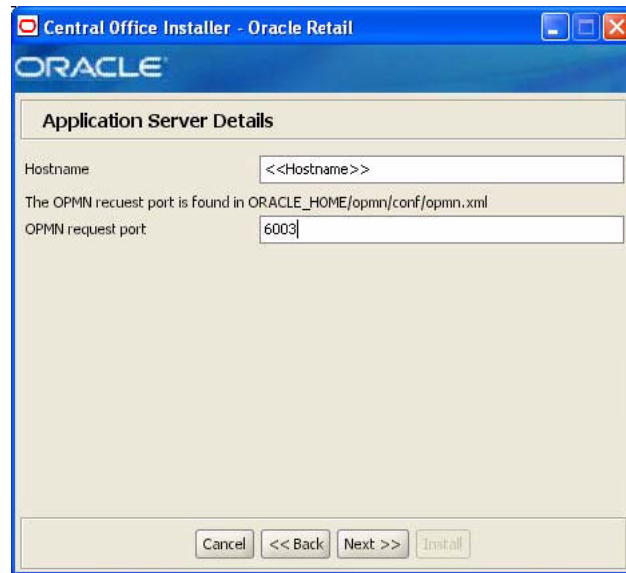 Central Office Installer - Oracle Retail
ORACLE
Application Server Details
Hostname <<Hostname>>
The OPMN recuest port is found in ORACLE_HOME/opmn/conf/opmn.xml
OPMN request port 6003
Cancel << Back Next >> Install